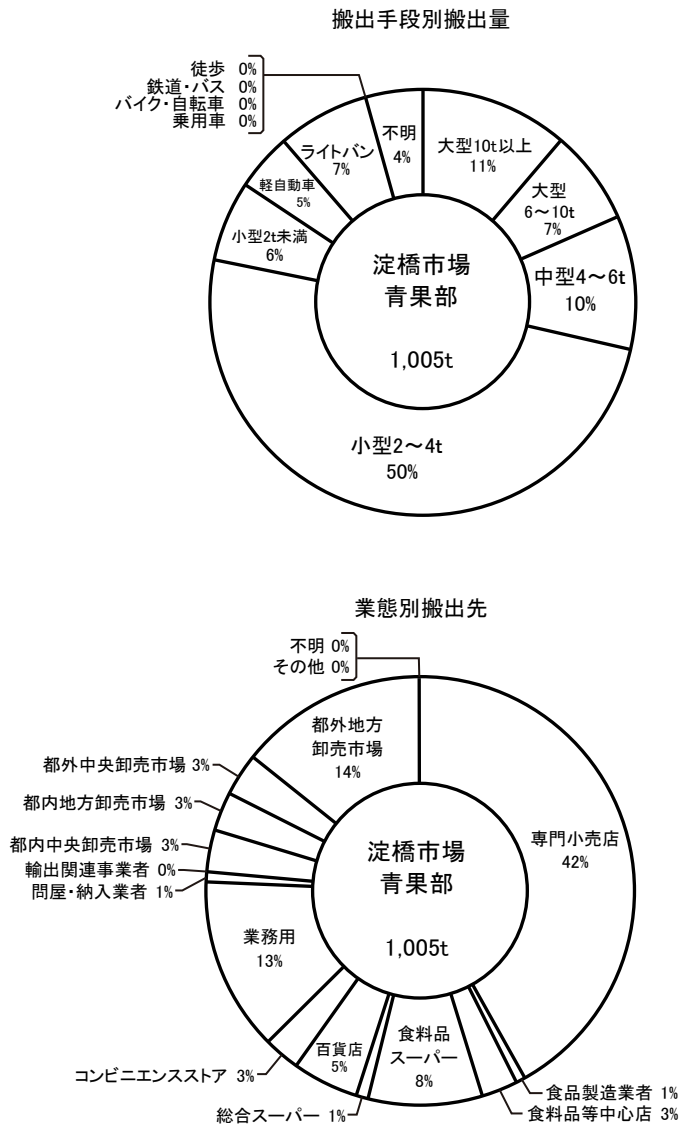 搬出手段別搬出量
徒歩 0%
鉄道・バス 0%
バイク・自転車 0%
乗用車 0%
不明
4%
大型10t以上
11%
大型
6～10t
7%
中型4～6t
10%
小型2～4t
50%
小型2t未満
6%
軽自動車
5%
ライトバン
7%
淀橋市場
青果部
1,005t
業態別搬出先
不明 0%
その他 0%
専門小売店
42%
食品製造業者 1%
食料品等中心店 3%
食料品
スーパー
8%
総合スーパー 1%
百貨店
5%
コンビニエンスストア 3%
業務用
13%
問屋・納入業者 1%
輸出関連事業者 0%
都内中央卸売市場 3%
都内地方卸売市場 3%
都外中央卸売市場 3%
都外地方
卸売市場
14%
淀橋市場
青果部
1,005t